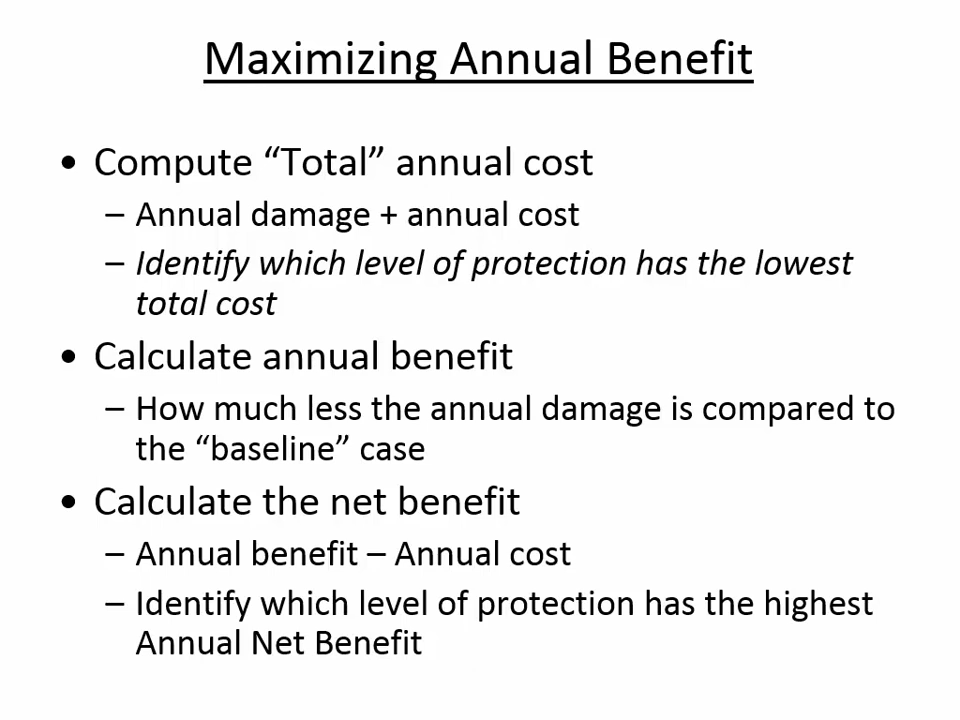 Maximizing Annual Benefit
• Compute “Total” annual cost
– Annual damage + annual cost
– Identify which level of protection has the lowest
total cost
• Calculate annual benefit
– How much less the annual damage is compared to
the “baseline” case
• Calculate the net benefit
– Annual benefit – Annual cost
– Identify which level of protection has the highest
Annual Net Benefit